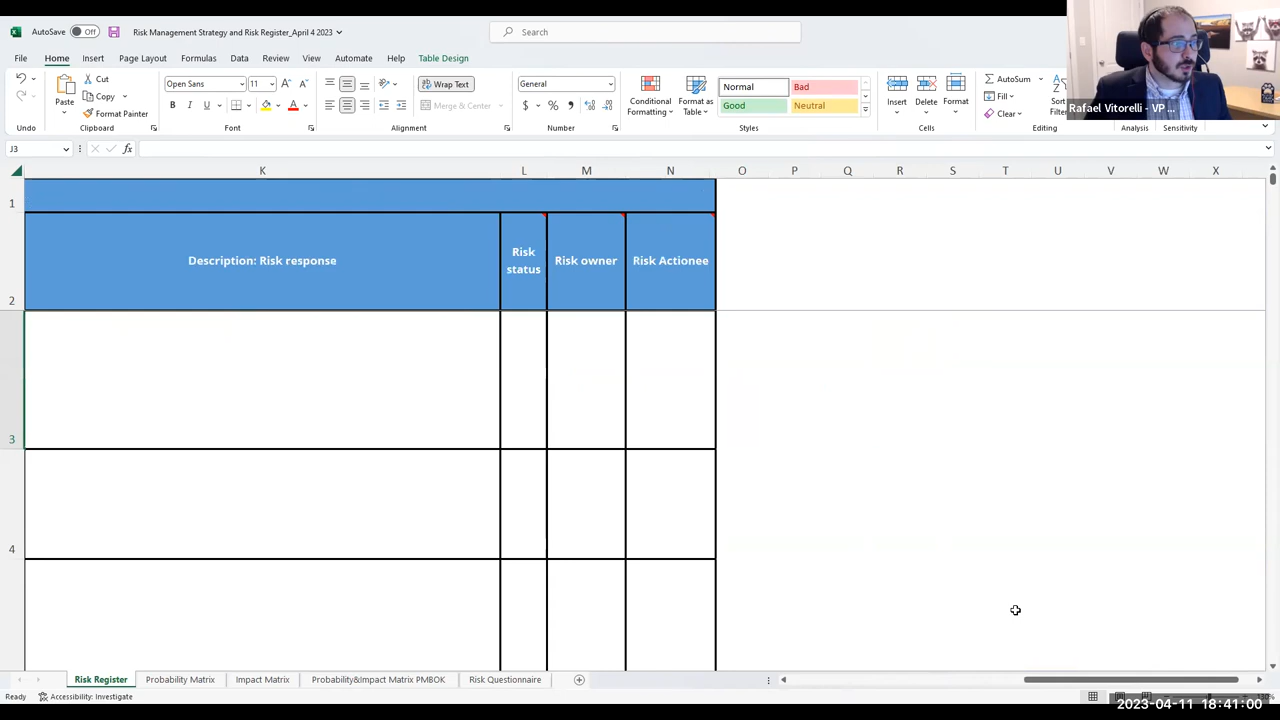 AutoSave Off Risk Management Strategy and Risk Register_April 4 2023 Search
File Home Insert Page Layout Formulas Data Review View Automate Help Table Design
Cut
Copy
Format Painter
Paste
Open Sans 11
B I U
Wrap Text
Merge & Center
General
$ % 9
Conditional Formatting
Format as Table
Normal Bad
Good Neutral
Insert Delete Format
AutoSum
Fill
Clear
Sort
Filter
Undo Clipboard Font Alignment Number Styles Cells Editing Analysis Sensitivity
Rafael Vitorelli - VP ...
J3 fx
K L M N O P Q R S T U V W X
1
2
3
4
Description: Risk response
Risk
status
Risk owner
Risk Actionee
Risk Register Probability Matrix Impact Matrix Probability&Impact Matrix PMBOK Risk Questionnaire
Ready Accessibility: Investigate
2023-04-11 18:41:00